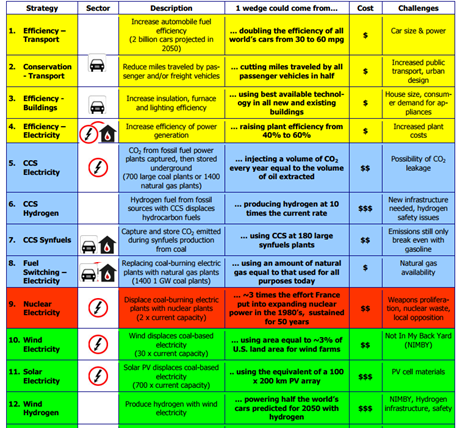 Strategy Sector Description 1 wedge could come from… Cost Challenges
1. Efficiency – Transport
Increase automobile fuel efficiency (2 billion cars projected in 2050)
... doubling the efficiency of all world's cars from 30 to 60 mpg
$
Car size & power
2. Conservation - Transport
Reduce miles traveled by passenger and/or freight vehicles
... cutting miles traveled by all passenger vehicles in half
$
Increased public transport, urban design
3. Efficiency - Buildings
Increase insulation, furnace and lighting efficiency
... using best available technology in all new and existing buildings
$
House size, consumer demand for appliances
4. Efficiency – Electricity
Increase efficiency of power generation
... raising plant efficiency from 40% to 60%
$
Increased plant costs
5. CCS Electricity
CO2 from fossil fuel power plants captured, then stored underground (700 large coal plants or 1400 natural gas plants)
... injecting a volume of CO2 every year equal to the volume of oil extracted
$$
Possibility of CO2 leakage
6. CCS Hydrogen
Hydrogen fuel from fossil sources with CCS displaces hydrocarbon fuels
... producing hydrogen at 10 times the current rate
$$$
New infrastructure needed, hydrogen safety issues
7. CCS Synfuels
Capture and store CO2 emitted during synfuels production from coal
... using CCS at 180 large synfuels plants
$$
Emissions still only break even with gasoline
8. Fuel Switching – Electricity
Replacing coal-burning electric plants with natural gas plants (1400 1 GW coal plants)
... using an amount of natural gas equal to that used for all purposes today
$
Natural gas availability
9. Nuclear Electricity
Displace coal-burning electric plants with nuclear plants (2 x current capacity)
... ~3 times the effort France put into expanding nuclear power in the 1980's, sustained for 50 years
$$
Weapons proliferation, nuclear waste, local opposition
10. Wind Electricity
Wind displaces coal-based electricity (30 x current capacity)
... using area equal to ~3% of U.S. land area for wind farms
$$
Not In My Back Yard (NIMBY)
11. Solar Electricity
Solar PV displaces coal-based electricity (700 x current capacity)
.. using the equivalent of a 100 x 200 km PV array
$$$
PV cell materials
12. Wind Hydrogen
Produce hydrogen with wind electricity
... powering half the world's cars predicted for 2050 with hydrogen
$$$
NIMBY, Hydrogen infrastructure, safety